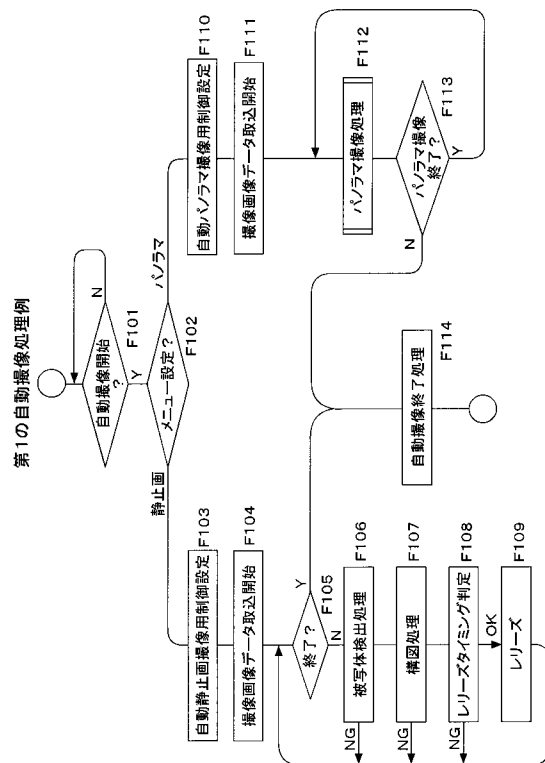 第1の自動撮像処理例
自動撮像開始
?
F101
N
Y
メニュー設定?
F102
静止画
パノラマ
自動静止画撮像用制御設定
F103
撮像画像データ取込開始
F104
終了?
F105
Y
N
被写体検出処理
F106
NG
構図処理
F107
レリーズタイミング判定
F108
NG
OK
レリーズ
F109
自動パノラマ撮像用制御設定
F110
撮像画像データ取込開始
F111
パノラマ撮像処理
F112
パノラマ撮像
終了?
F113
N
Y
自動撮像終了処理
F114